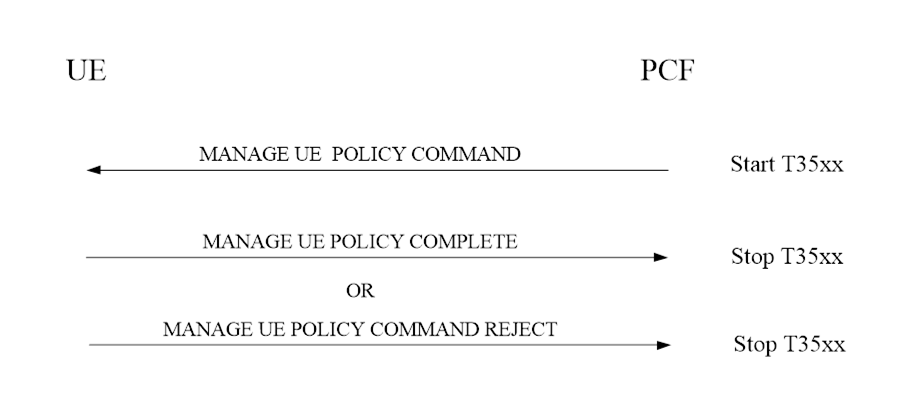 UE PCF
MANAGE UE POLICY COMMAND Start T35xx
MANAGE UE POLICY COMPLETE Stop T35xx
OR
MANAGE UE POLICY COMMAND REJECT Stop T35xx